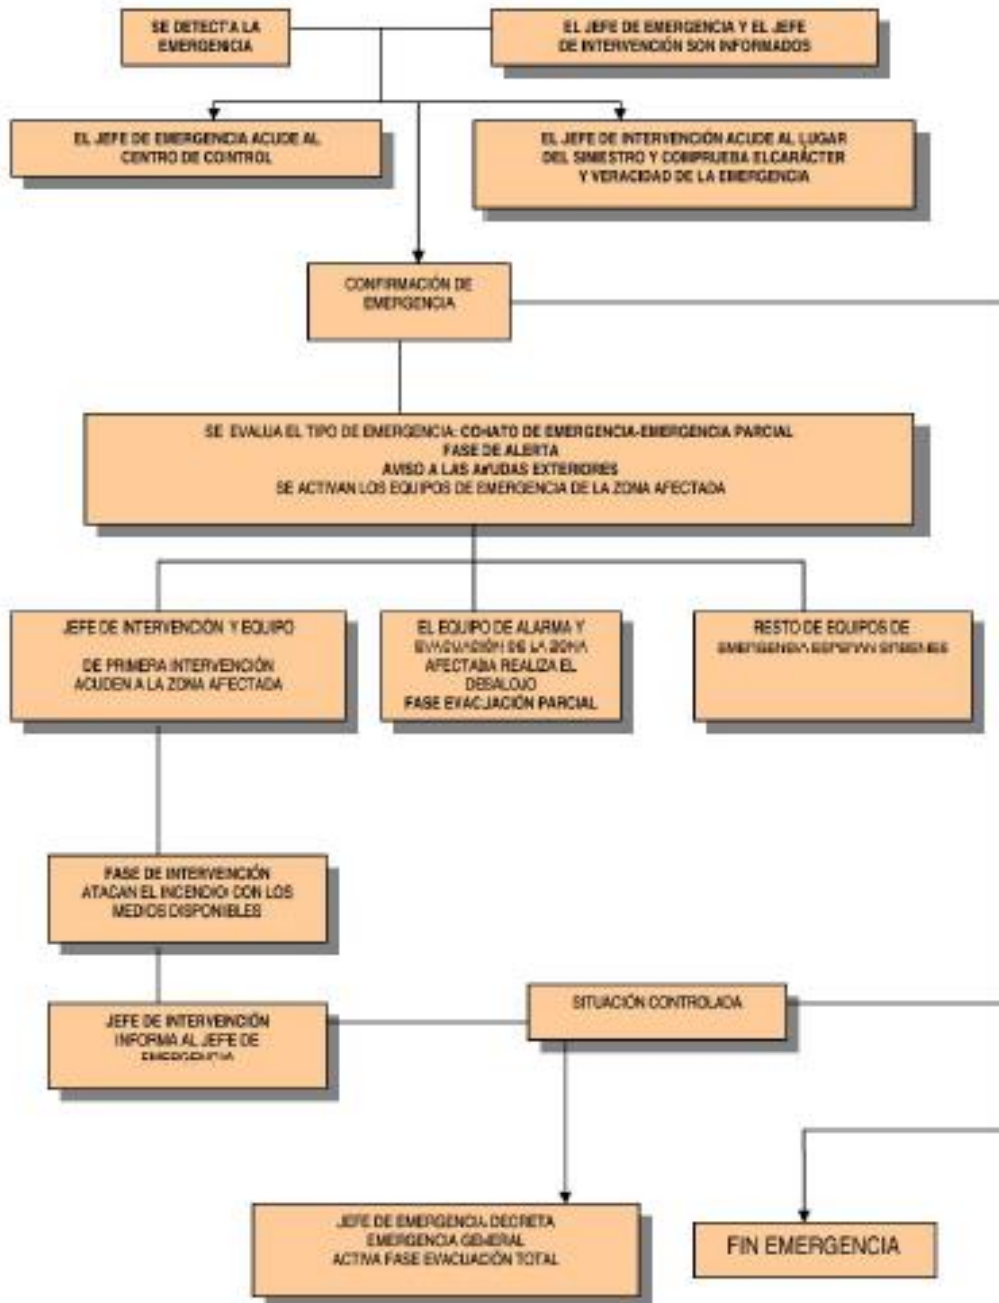 SE DETECTA LA
EMERGENCIA
EL JEFE DE EMERGENCIA Y EL JEFE
DE INTERVENCIÓN SON INFORMADOS
EL JEFE DE EMERGENCIA ACUDE AL
CENTRO DE CONTROL
EL JEFE DE INTERVENCIÓN ACUDE AL LUGAR
DEL SINIESTRO Y COMPRUEBA ELCARÁCTER
Y VERACIDAD DE LA EMERGENCIA
CONFIRMACIÓN DE
EMERGENCIA
SE EVALUA EL TIPO DE EMERGENCIA: CONATO DE EMERGENCIA-EMERGENCIA PARCIAL
FASE DE ALERTA
AVISO A LAS AYUDAS EXTERIORES
SE ACTIVAN LOS EQUIPOS DE EMERGENCIA DE LA ZONA AFECTADA
JEFE DE INTERVENCIÓN Y EQUIPO
DE PRIMERA INTERVENCIÓN
ACUDEN A LA ZONA AFECTADA
EL EQUIPO DE ALARMA Y
EVACUACIÓN DE LA ZONA
AFECTADA REALIZA EL
DESALOJO
FASE EVACUACIÓN PARCIAL
RESTO DE EQUIPOS DE
EMERGENCIA ESPERAN
FASE DE INTERVENCIÓN
ATACAN EL INCENDIO CON LOS
MEDIOS DISPONIBLES
JEFE DE INTERVENCIÓN
INFORMA AL JEFE DE
EMERGENCIA
SITUACIÓN CONTROLADA
JEFE DE EMERGENCIA DECRETA
EMERGENCIA GENERAL
ACTIVA FASE EVACUACIÓN TOTAL
FIN EMERGENCIA